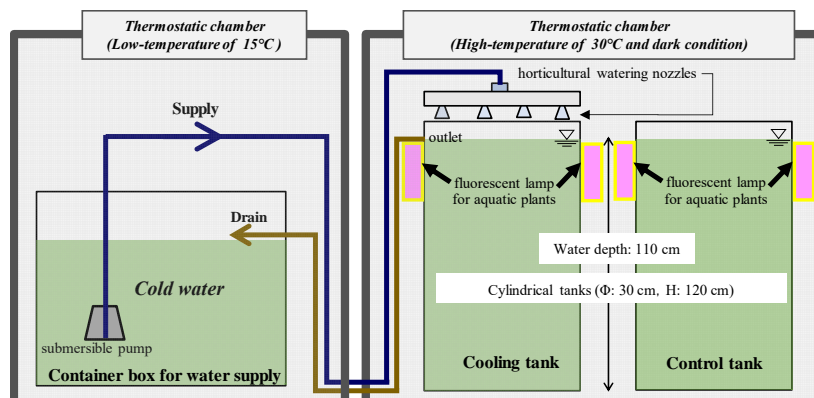 Thermostatic chamber
(Low-temperature of 15°C )
Thermostatic chamber
(High-temperature of 30°C and dark condition)
horticultural watering nozzles
Supply
outlet
fluorescent lamp
for aquatic plants
fluorescent lamp
for aquatic plants
Drain
Water depth: 110 cm
Cold water
Cylindrical tanks (Φ: 30 cm, H: 120 cm)
submersible pump
Container box for water supply
Cooling tank
Control tank